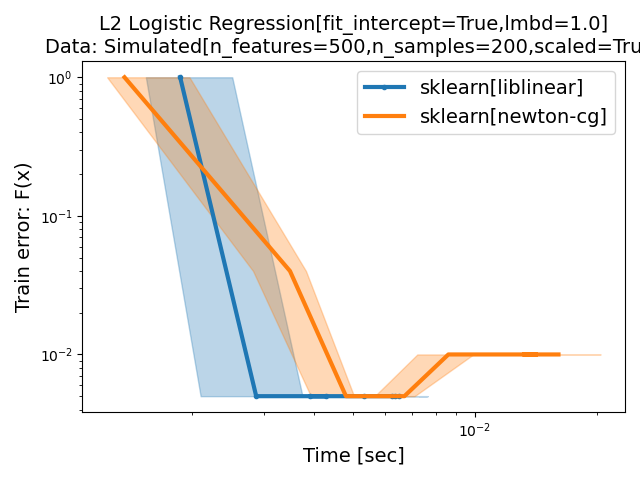 L2 Logistic Regression[fit_intercept=True,lmbd=1.0]
Data: Simulated[n_features=500,n_samples=200,scaled=Tru
sklearn[liblinear]
sklearn[newton-cg]
Train error: F(x)
10⁰
10⁻¹
10⁻²
10⁻²
Time [sec]